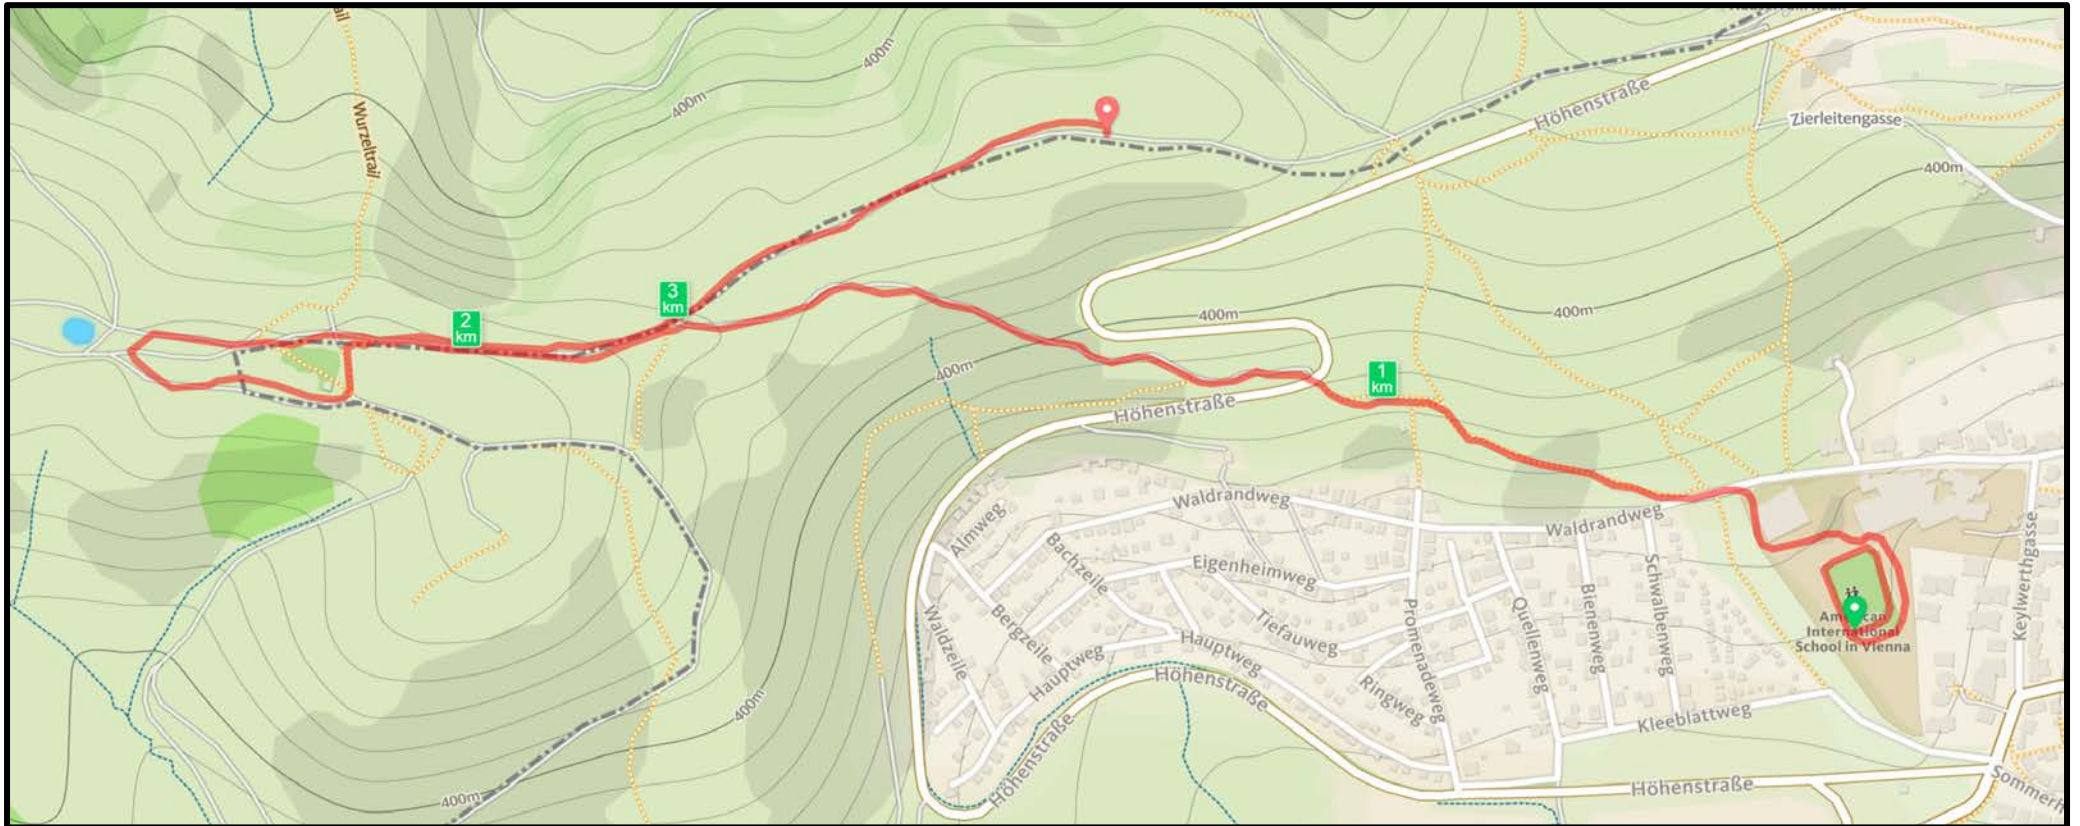 ail
400m
Höhenstraße
400m
Zierleitengasse
Wurzeltrail
400m
3
km
400m
400m
2
km
400m
1
km
Höhenstraße
Waldrandweg
Waldrandweg
Almweg
Bachzeile
Eigenheimweg
Keylwerthgasse
Schwalbenweg
Bienenweg
Quellenweg
Promenadeweg
Tiefauweg
Bergzeile
Waldzeile
American
International
School in Vienna
Hauptweg
Hauptweg
Höhenstraße
Ringweg
400m
Kleeblattweg
Höhenstraße
Höhenstraße
Sommerh
400m